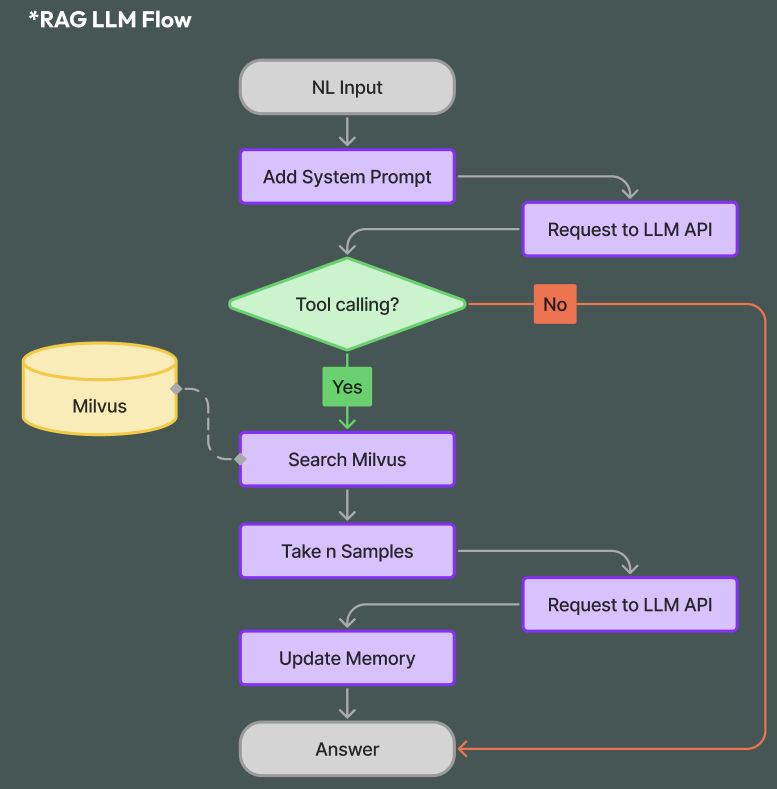 *RAG LLM Flow
NL Input
Add System Prompt
Request to LLM API
Tool calling?
No
Yes
Milvus
Search Milvus
Take n Samples
Request to LLM API
Update Memory
Answer